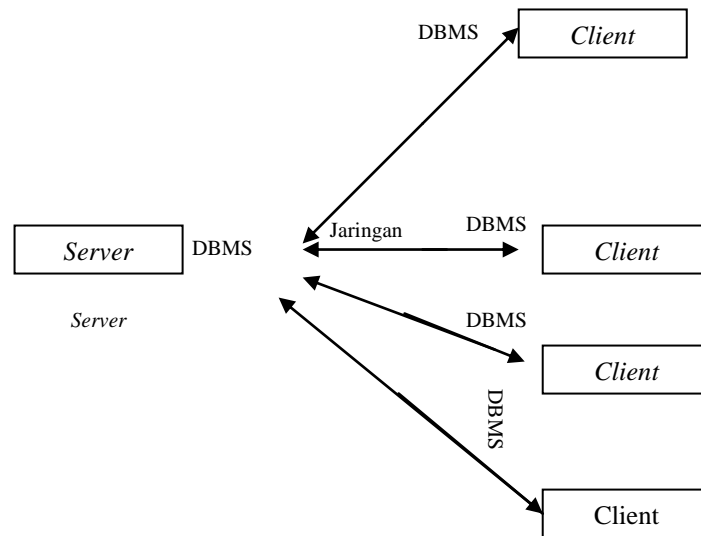 DBMS
Client
Jaringan
DBMS
Server
DBMS
Client
Server
DBMS
Client
DBMS
Client